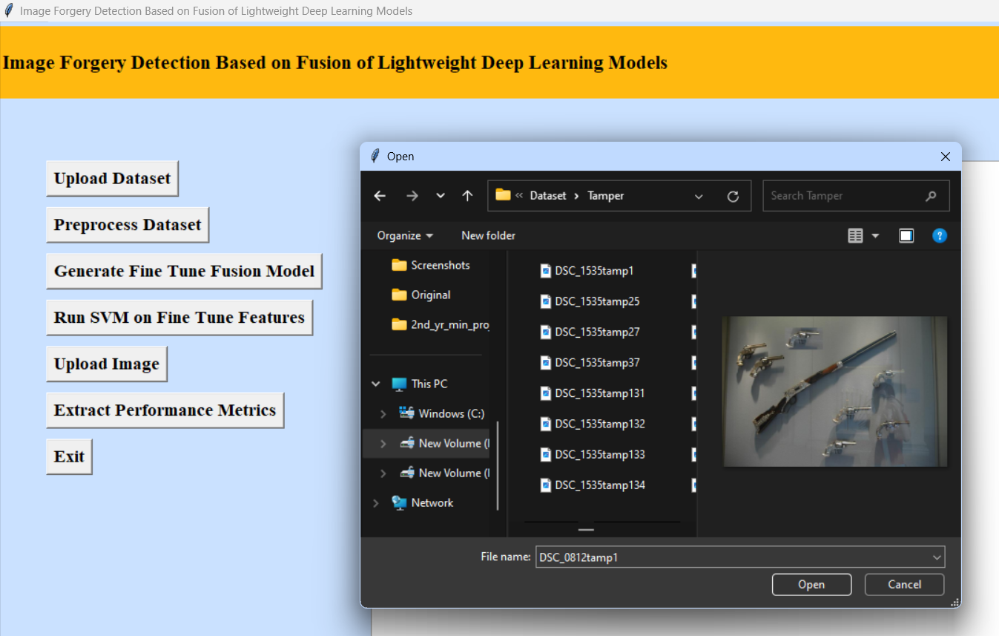 Image Forgery Detection Based on Fusion of Lightweight Deep Learning Models
Image Forgery Detection Based on Fusion of Lightweight Deep Learning Models
Upload Dataset
Preprocess Dataset
Generate Fine Tune Fusion Model
Run SVM on Fine Tune Features
Upload Image
Extract Performance Metrics
Exit
Open
« Dataset › Tamper
Search Tamper
Organize
New folder
?
Screenshots
Original
2nd_yr_min_pro
This PC
Windows (C:)
New Volume (
New Volume (
Network
DSC_1535tamp1
DSC_1535tamp25
DSC_1535tamp27
DSC_1535tamp37
DSC_1535tamp131
DSC_1535tamp132
DSC_1535tamp133
DSC_1535tamp134
File name: DSC_0812tamp1
Open Cancel